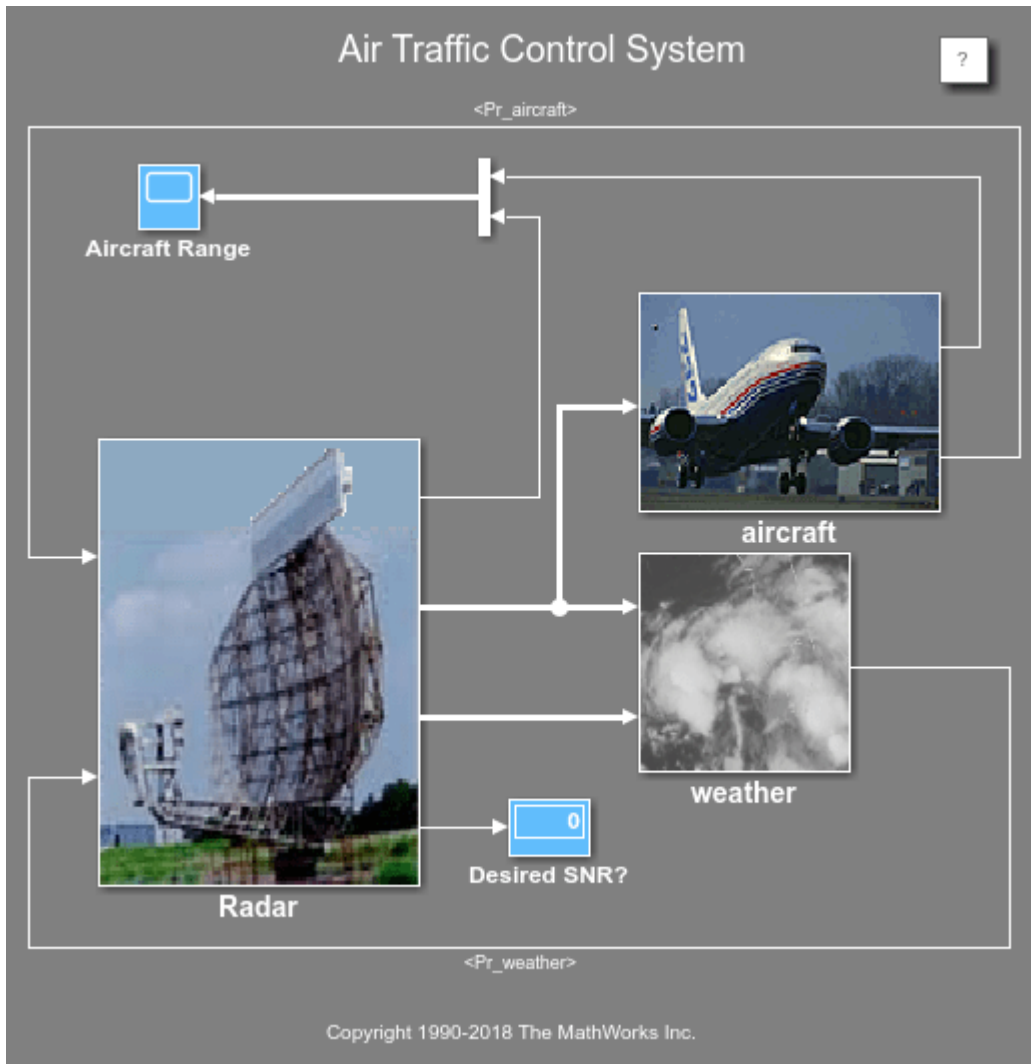 Air Traffic Control System
?
<Pr_aircraft>
Aircraft Range
aircraft
weather
0
Desired SNR?
Radar
<Pr_weather>
Copyright 1990-2018 The MathWorks Inc.